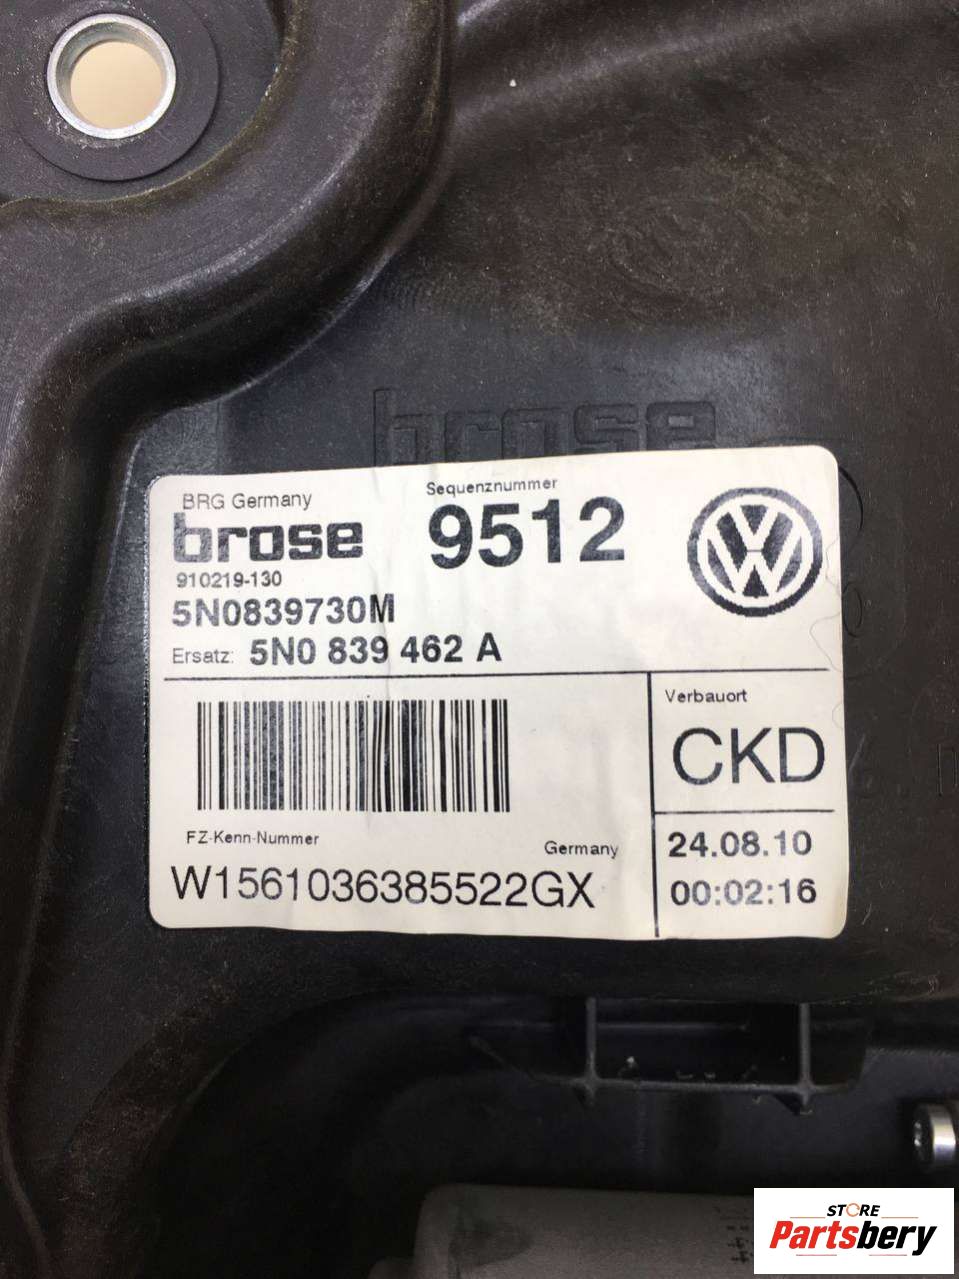 brose
BRG Germany
brose
910219-130
5N0839730M
Ersatz: 5N0 839 462 A
Sequenznummer
9512
Verbauort
CKD
24.08.10
00:02:16
FZ-Kenn-Nummer
Germany
W1561036385522GX
STORE
Partsbery